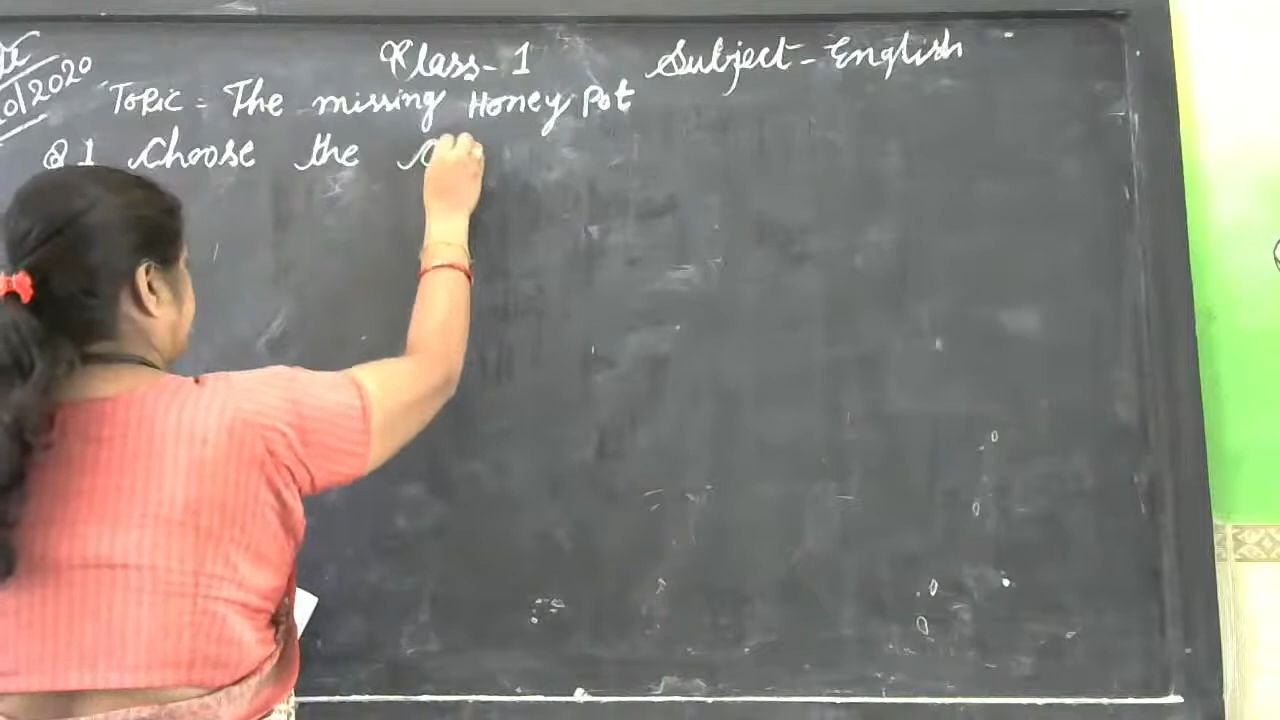 Class - 1 Subject - English
2020
Topic = The missing Honey Pot
Q1 Choose the